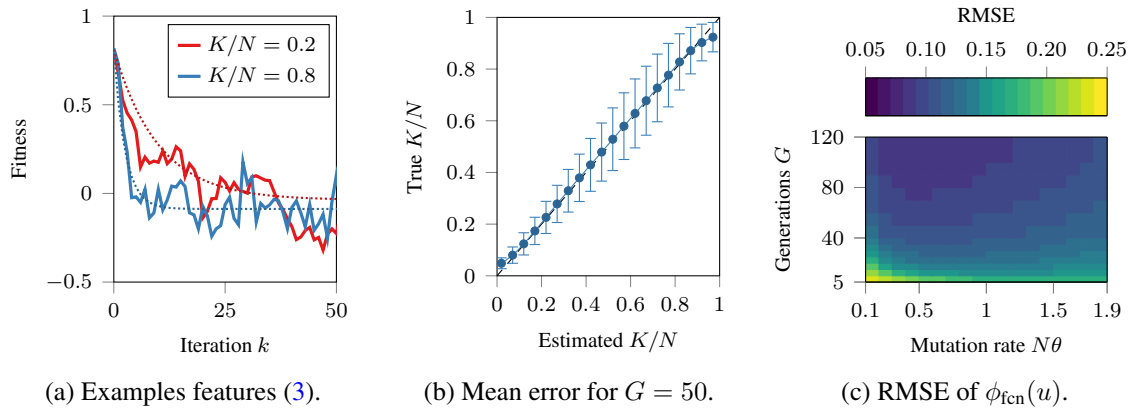 1
0.5
0
−0.5
0
25
50
Fitness
Iteration k
K/N = 0.2
K/N = 0.8
(a) Examples features (3).
1
0.8
0.6
0.4
0.2
0
0
0.2
0.4
0.6
0.8
1
True K/N
Estimated K/N
(b) Mean error for G = 50.
RMSE
0.05
0.10
0.15
0.20
0.25
120
80
40
5
0.1
0.5
1
1.5
1.9
Generations G
Mutation rate Nθ
(c) RMSE of ϕfcn(u).